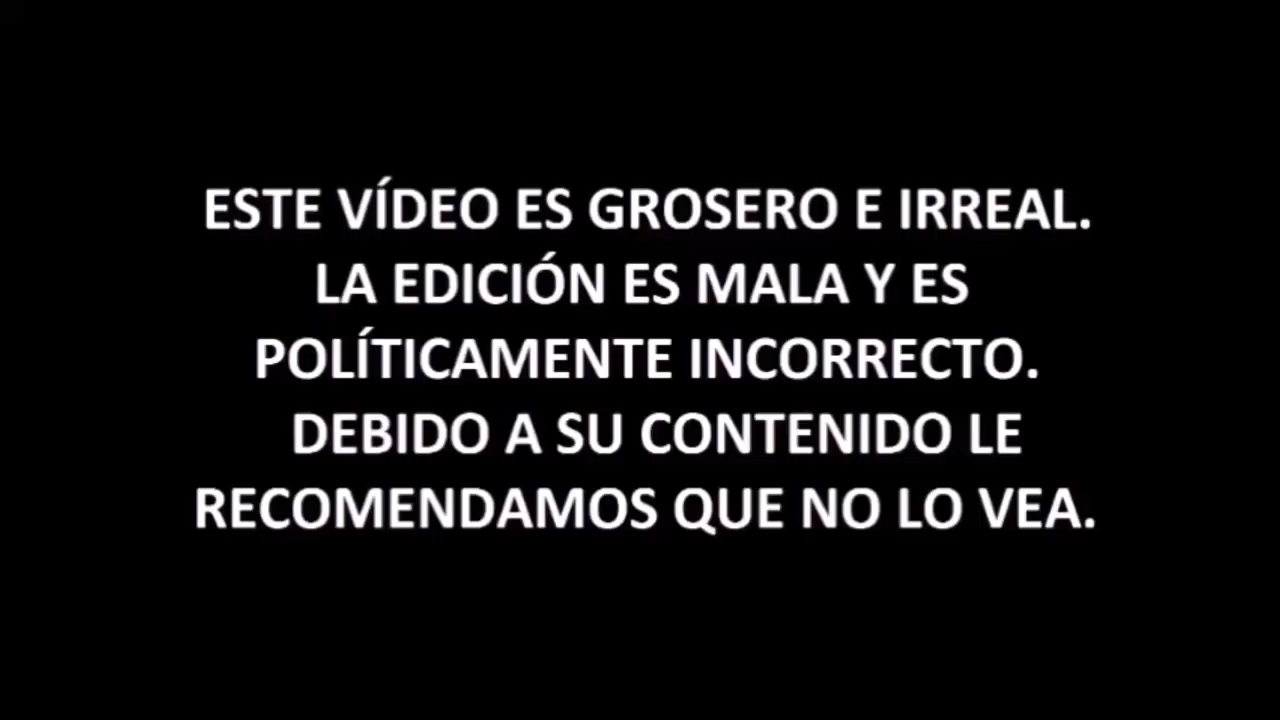 ESTE VÍDEO ES GROSERO E IRREAL.
LA EDICIÓN ES MALA Y ES
POLÍTICAMENTE INCORRECTO.
DEBIDO A SU CONTENIDO LE
RECOMENDAMOS QUE NO LO VEA.